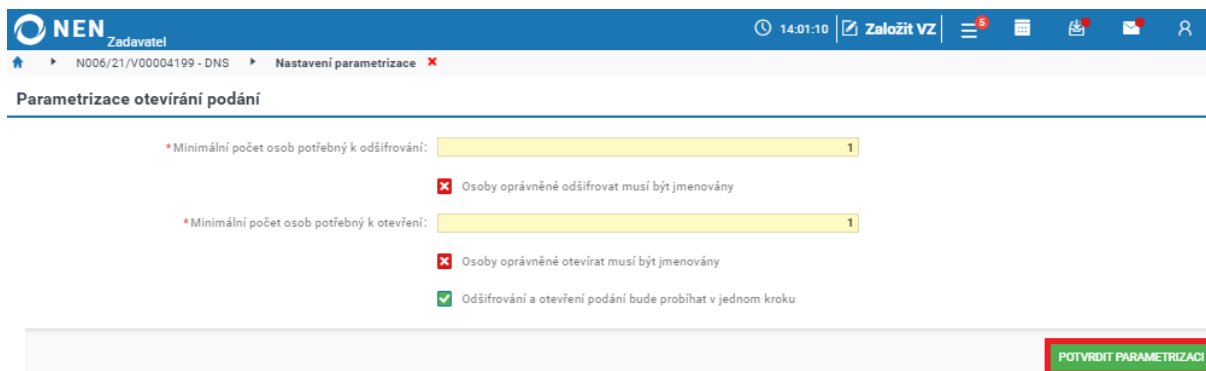 NEN Zadavatel 14:01:10 Založit VZ 5
N006/21/V00004199 - DNS Nastavení parametrizace
Parametrizace otevírání podání
*Minimální počet osob potřebný k odšifrování: 1
Osoby oprávněné odšifrovat musí být jmenovány
*Minimální počet osob potřebný k otevření: 1
Osoby oprávněné otevírat musí být jmenovány
Odšifrování a otevření podání bude probíhat v jednom kroku
POTVRDIT PARAMETRIZACI